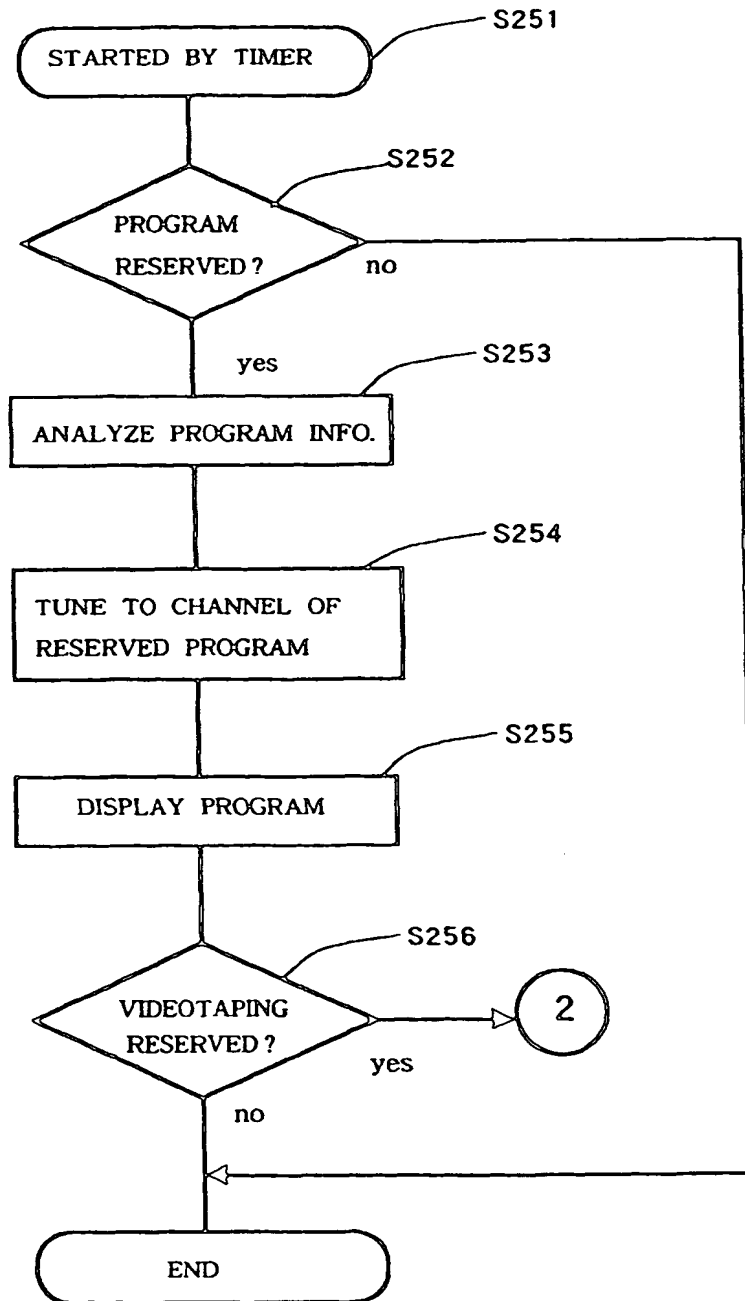 S251
STARTED BY TIMER
S252
PROGRAM
RESERVED?
no
yes
S253
ANALYZE PROGRAM INFO.
S254
TUNE TO CHANNEL OF
RESERVED PROGRAM
S255
DISPLAY PROGRAM
S256
VIDEOTAPING
RESERVED?
2
yes
no
END